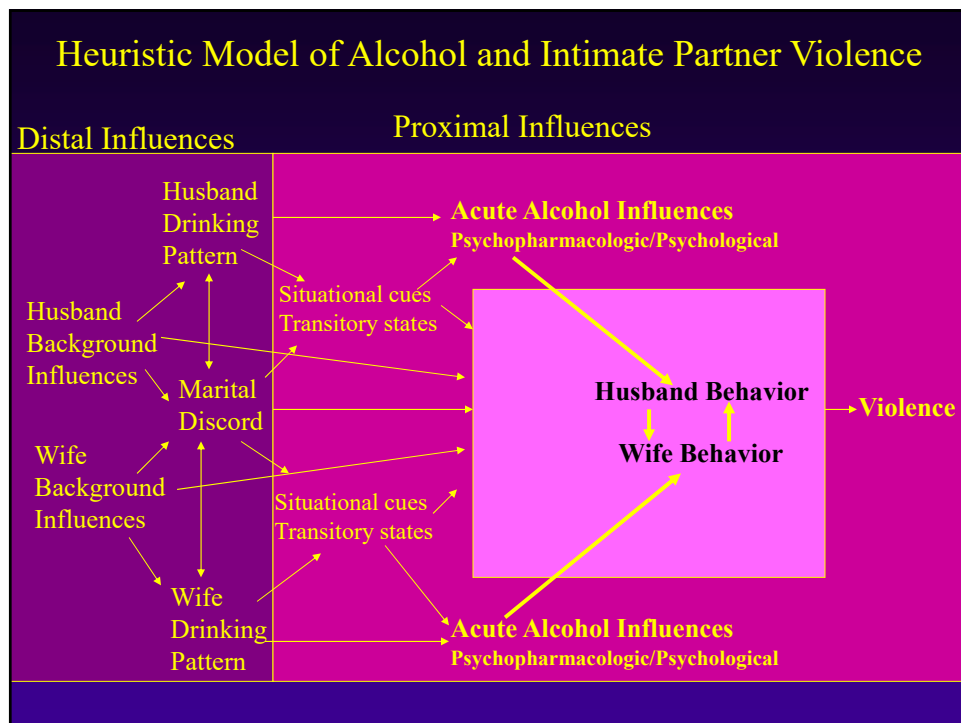 Heuristic Model of Alcohol and Intimate Partner Violence
Distal Influences
Proximal Influences
Husband
Drinking
Pattern
Acute Alcohol Influences
Psychopharmacologic/Psychological
Situational cues
Transitory states
Husband
Background
Influences
Marital
Discord
Husband Behavior
Violence
Wife Behavior
Wife
Background
Influences
Situational cues
Transitory states
Wife
Drinking
Pattern
Acute Alcohol Influences
Psychopharmacologic/Psychological